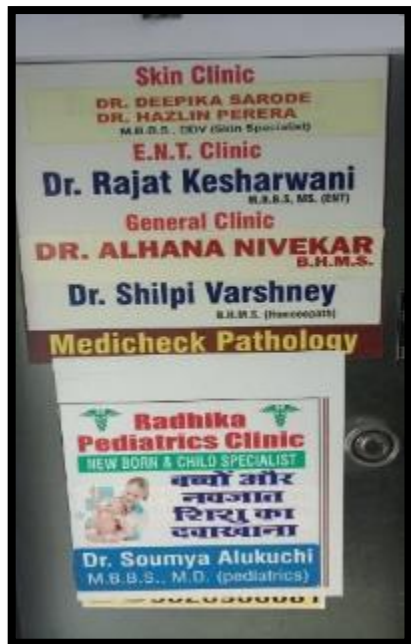 Skin Clinic
DR. DEEPIKA SARODE
DR. HAZLIN PERERA
M.B.B.S., DDV (Skin Specialist)
E.N.T. Clinic
Dr. Rajat Kesharwani
M.B.B.S, MS. (ENT)
General Clinic
DR. ALHANA NIVEKAR
B.H.M.S.
Dr. Shilpi Varshney
B.H.M.S. (Homoeopath)
Medicheck Pathology
Radhika
Pediatrics Clinic
NEW BORN & CHILD SPECIALIST
बच्चों और
नवजात
शिशु का
दवाखाना
Dr. Soumya Alukuchi
M.B.B.S., M.D. (pediatrics)